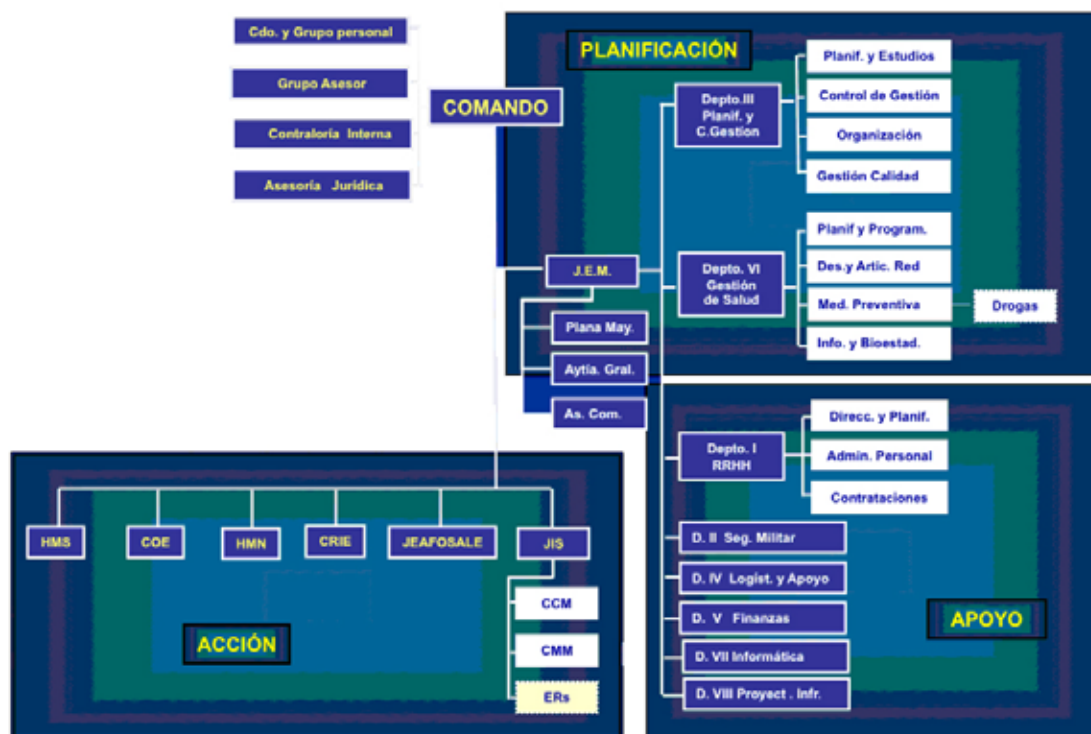 Cdo. y Grupo personal
Grupo Asesor
Contraloría Interna
Asesoría Jurídica
COMANDO
PLANIFICACIÓN
Depto.III
Planif. y
C.Gestion
Planif. y Estudios
Control de Gestión
Organización
Gestión Calidad
J.E.M.
Plana May.
Aytía. Gral.
As. Com.
Depto. VI
Gestión
de Salud
Planif y Program.
Des.y Artic. Red
Med. Preventiva
Drogas
Info. y Bioestad.
Depto. I
RRHH
Direcc. y Planif.
Admin. Personal
Contrataciones
D. II Seg. Militar
D. IV Logist. y Apoyo
D. V Finanzas
D. VII Informática
D. VIII Proyect . Infr.
APOYO
HMS
COE
HMN
CRIE
JEAFOSALE
JIS
CCM
CMM
ERs
ACCIÓN